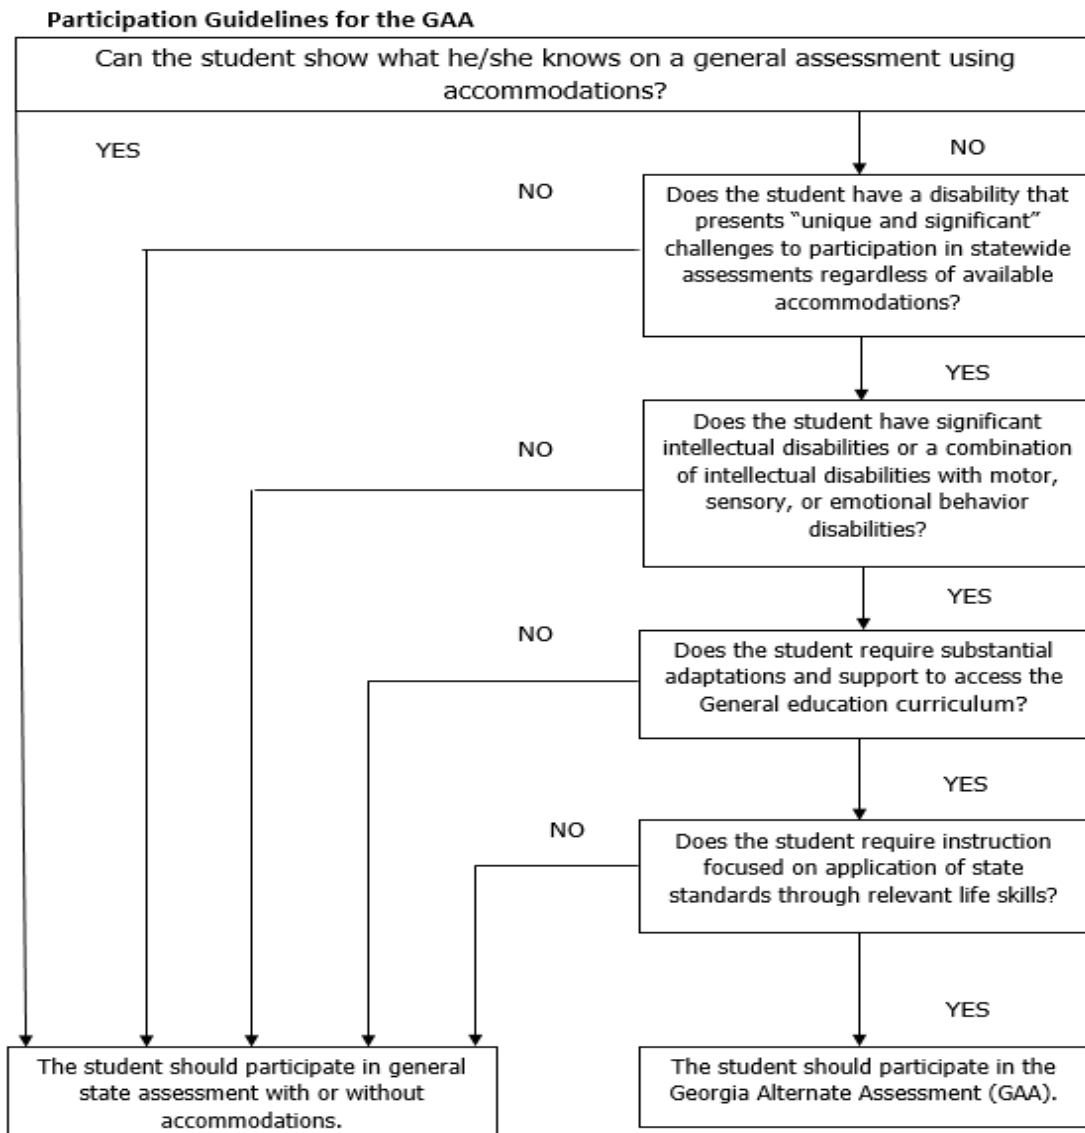 Participation Guidelines for the GAA
Can the student show what he/she knows on a general assessment using
accommodations?
YES
NO
NO
Does the student have a disability that
presents “unique and significant”
challenges to participation in statewide
assessments regardless of available
accommodations?
YES
NO
Does the student have significant
intellectual disabilities or a combination
of intellectual disabilities with motor,
sensory, or emotional behavior
disabilities?
YES
NO
Does the student require substantial
adaptations and support to access the
General education curriculum?
YES
NO
Does the student require instruction
focused on application of state
standards through relevant life skills?
YES
The student should participate in general
state assessment with or without
accommodations.
The student should participate in the
Georgia Alternate Assessment (GAA).